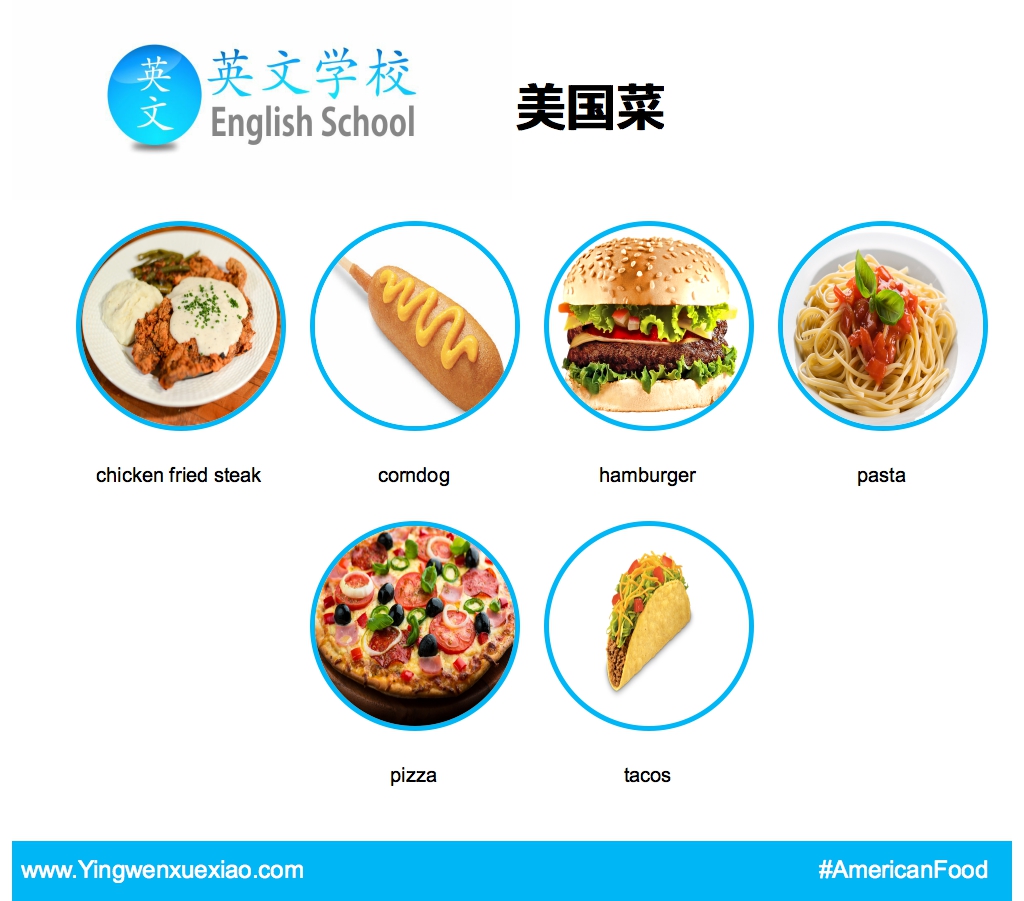 英文
英文学校
English School
美国菜
chicken fried steak
corndog
hamburger
pasta
pizza
tacos
www.Yingwenxuexiao.com
#AmericanFood